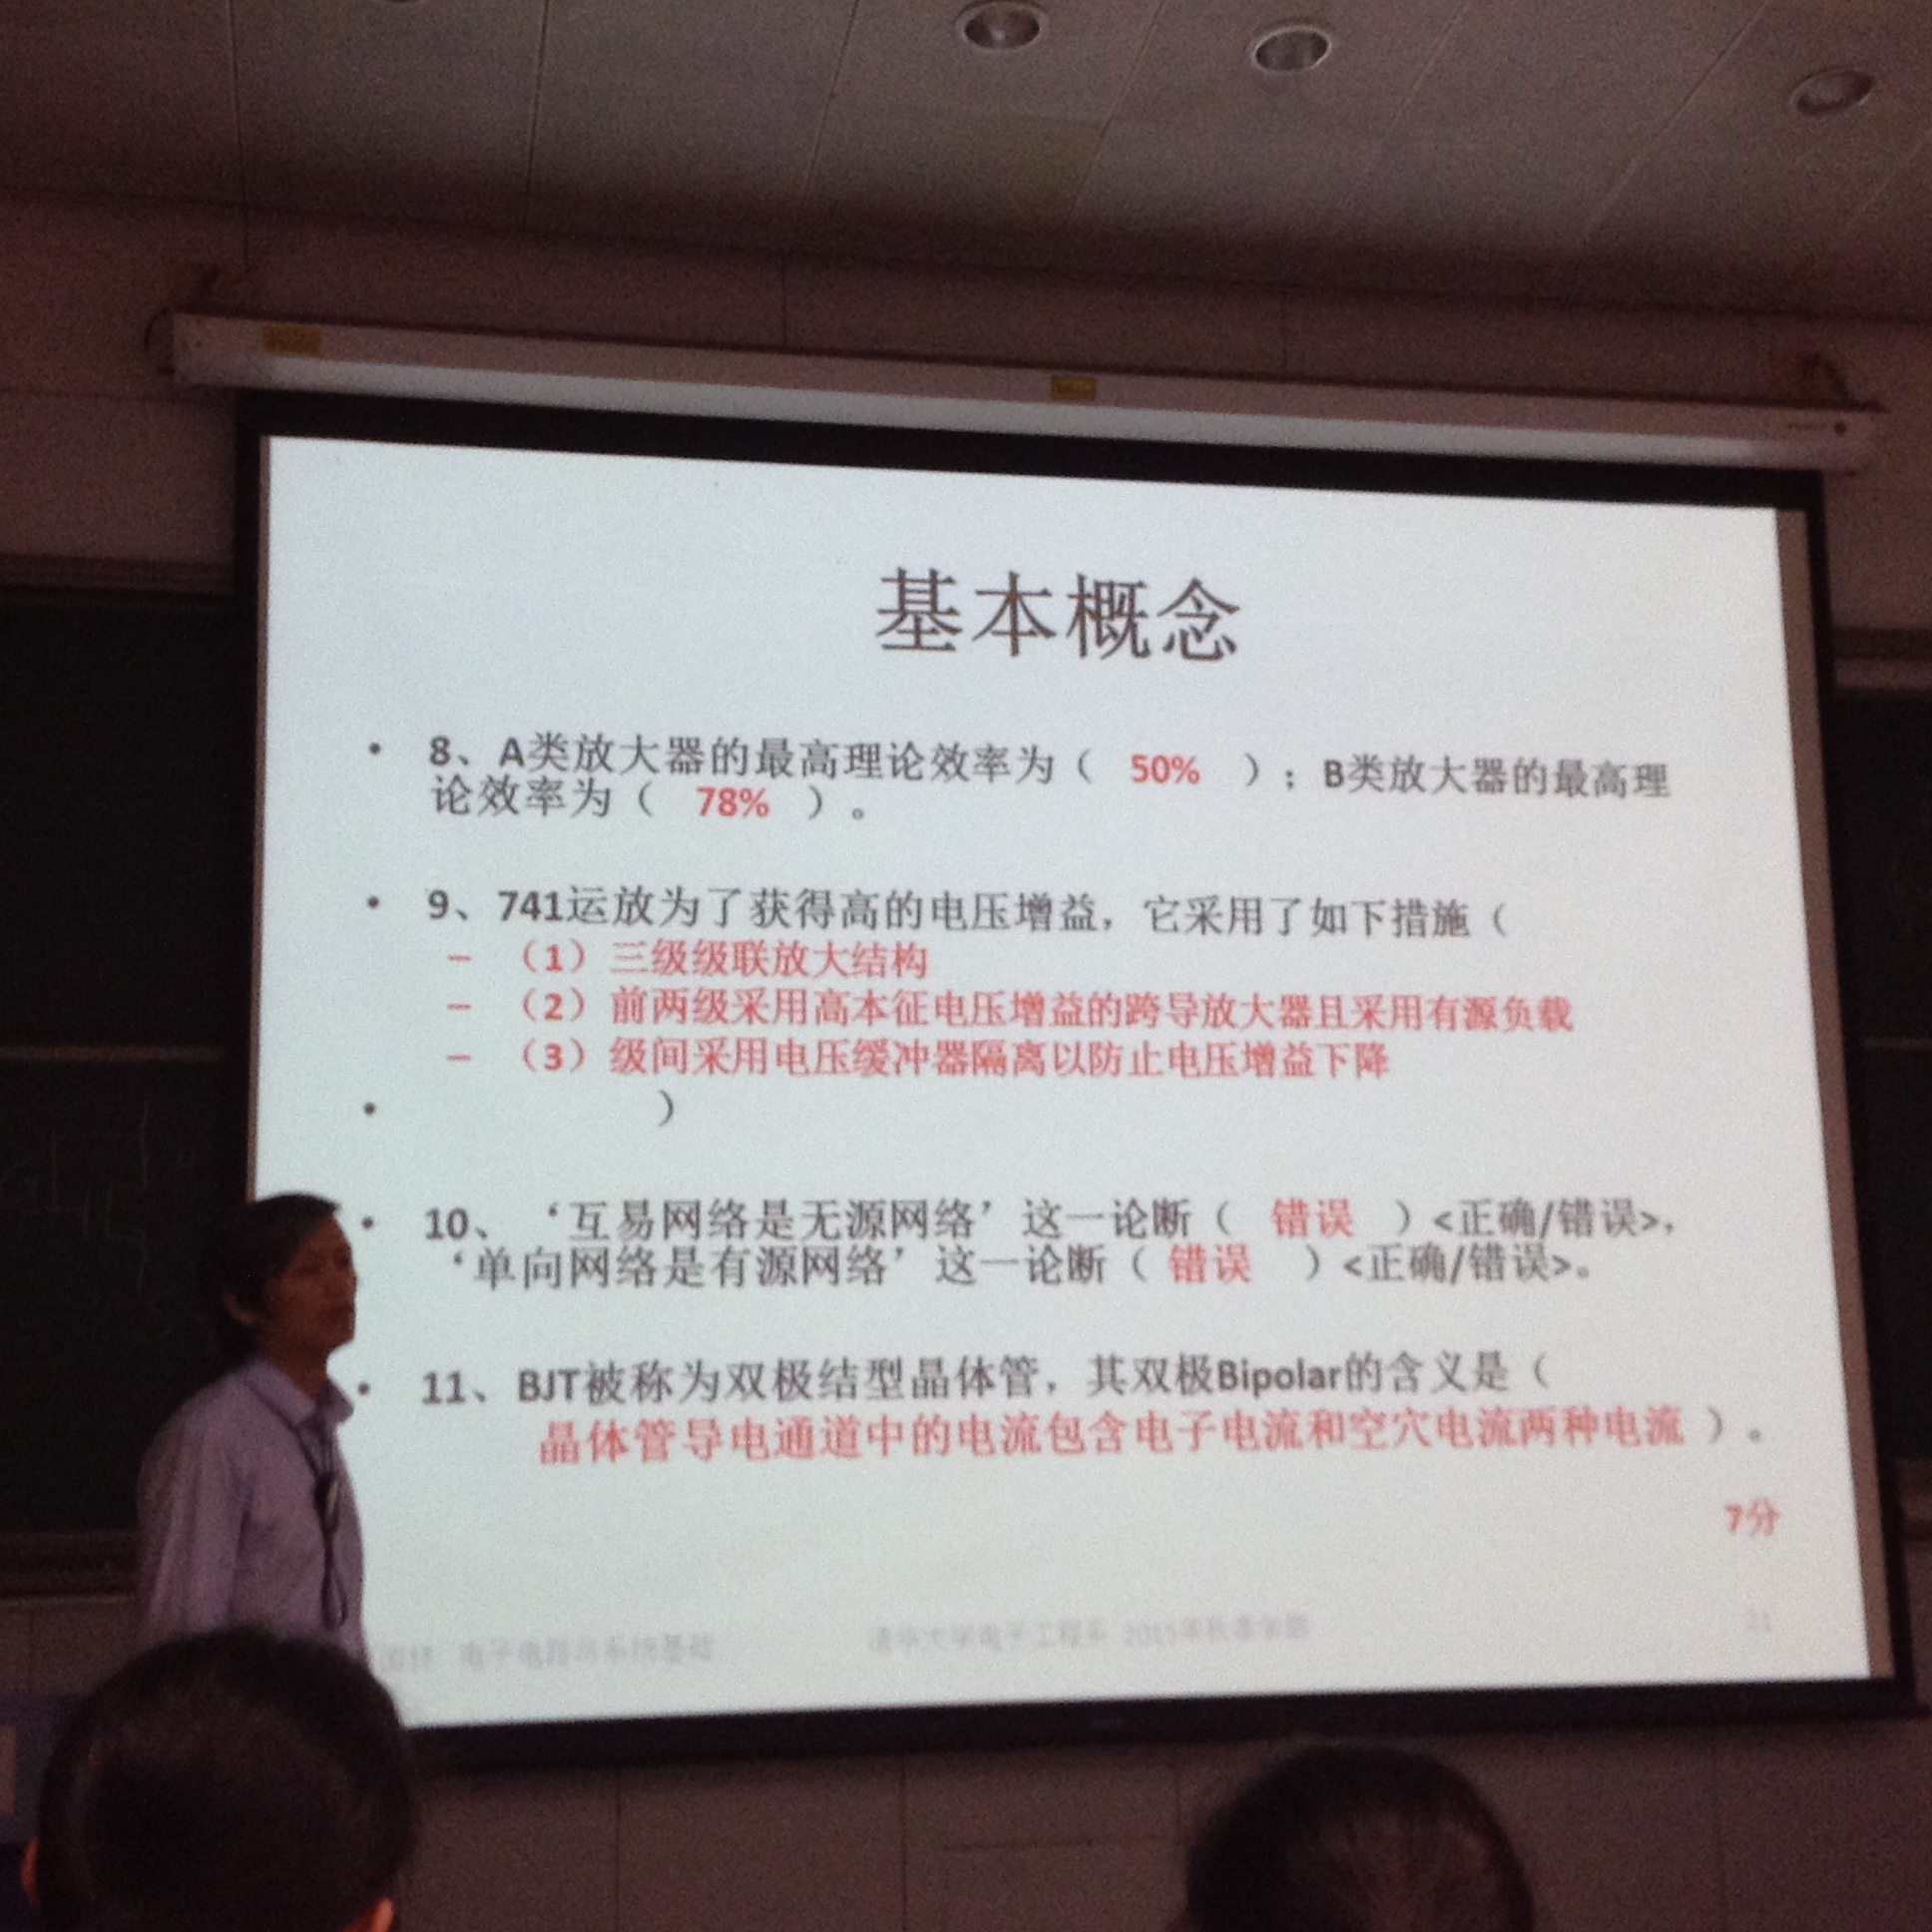 基本概念
• 8、A类放大器的最高理论效率为（ 50% ）；B类放大器的最高理
论效率为（ 78% ）。
• 9、741运放为了获得高的电压增益，它采用了如下措施（
– （1）三级级联放大结构
– （2）前两级采用高本征电压增益的跨导放大器且采用有源负载
– （3）级间采用电压缓冲器隔离以防止电压增益下降
• ）
• 10、‘互易网络是无源网络’这一论断（ 错误 ）<正确/错误>，
‘单向网络是有源网络’这一论断（ 错误 ）<正确/错误>。
• 11、BJT被称为双极结型晶体管，其双极Bipolar的含义是（
晶体管导电通道中的电流包含电子电流和空穴电流两种电流 ）。
7分
电子电路与系统基础
清华大学电子工程系 2015年秋季学期
21